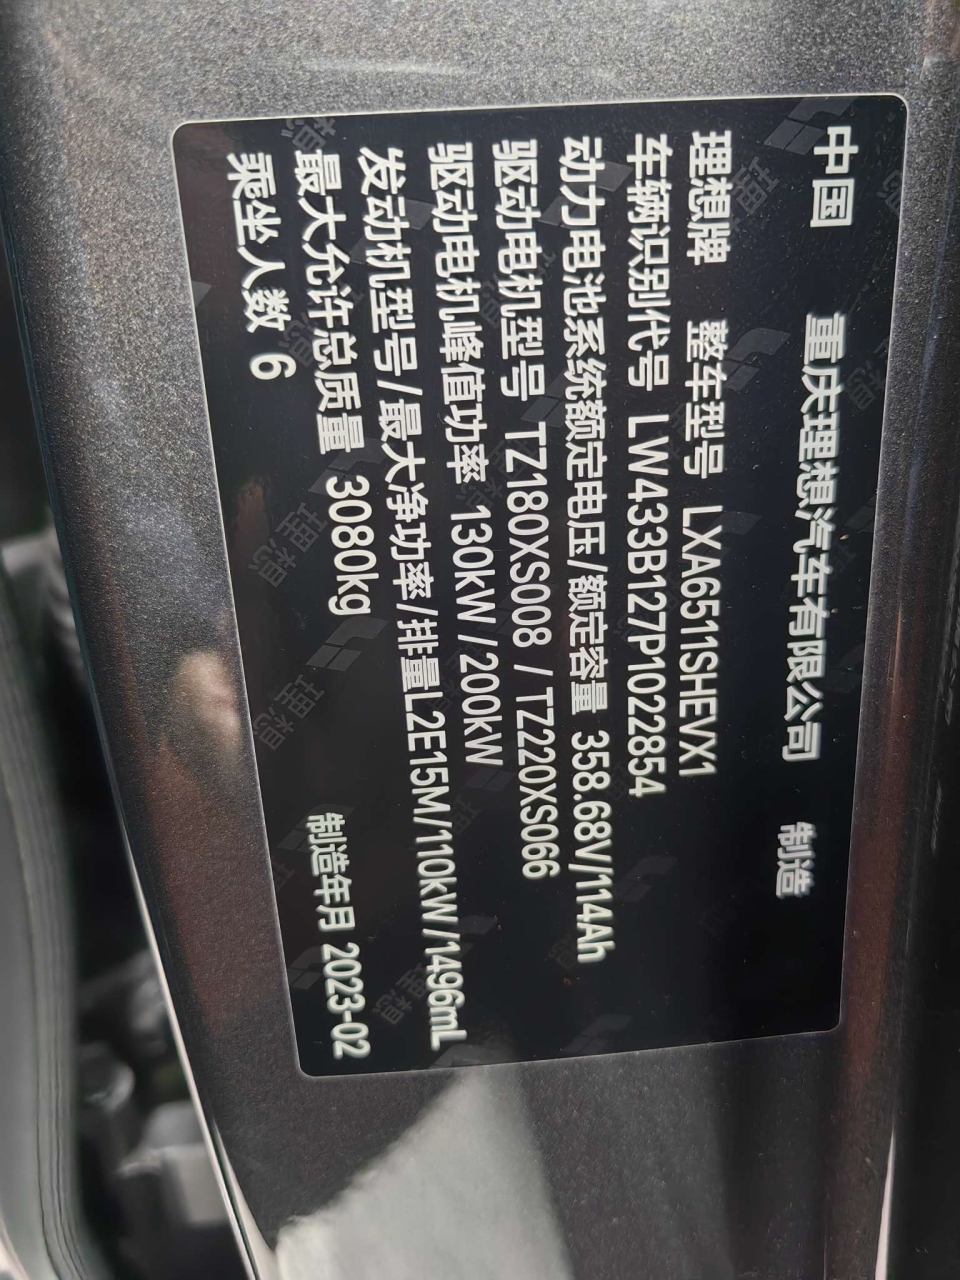 中国 重庆理想汽车有限公司 制造
理想牌 整车型号 LXA6511SHEVX1
车辆识别代号 LW433B127P1022854
动力电池系统额定电压/额定容量 358.68V/114Ah
驱动电机型号 TZ180XS008 / TZ220XS066
驱动电机峰值功率 130kW /200kW
发动机型号/最大净功率/排量L2E15M/110kW/1496mL
最大允许总质量 3080kg
乘坐人数 6 制造年月 2023-02